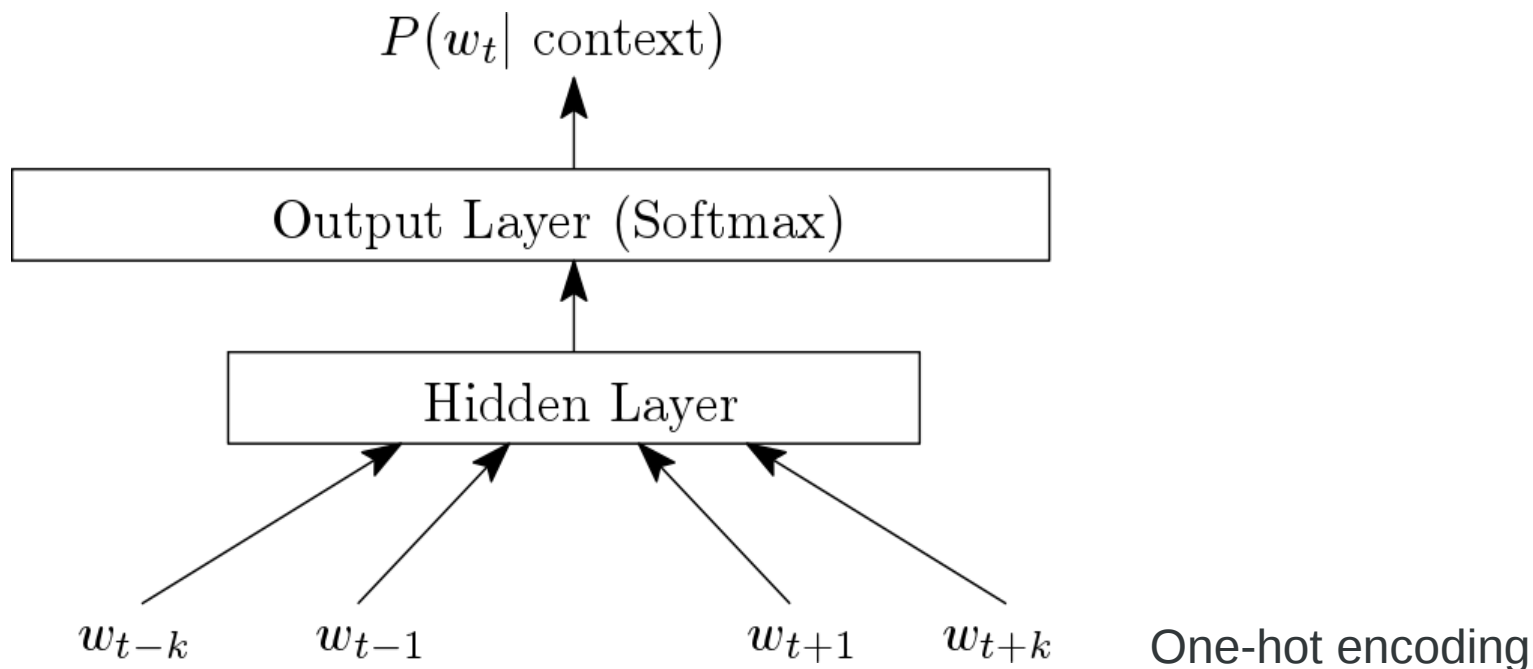 P(w_t| context)
Output Layer (Softmax)
Hidden Layer
w_{t-k} w_{t-1} w_{t+1} w_{t+k} One-hot encoding